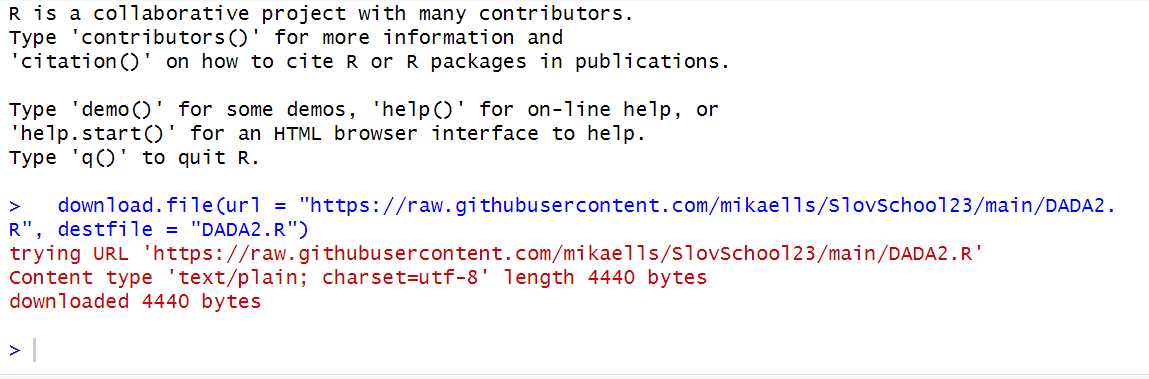 R is a collaborative project with many contributors.
Type 'contributors()' for more information and
'citation()' on how to cite R or R packages in publications.
Type 'demo()' for some demos, 'help()' for on-line help, or
'help.start()' for an HTML browser interface to help.
Type 'q()' to quit R.
>   download.file(url = "https://raw.githubusercontent.com/mikaells/SlovSchool23/main/DADA2.
R", destfile = "DADA2.R")
trying URL 'https://raw.githubusercontent.com/mikaells/SlovSchool23/main/DADA2.R'
Content type 'text/plain; charset=utf-8' length 4440 bytes
downloaded 4440 bytes
>